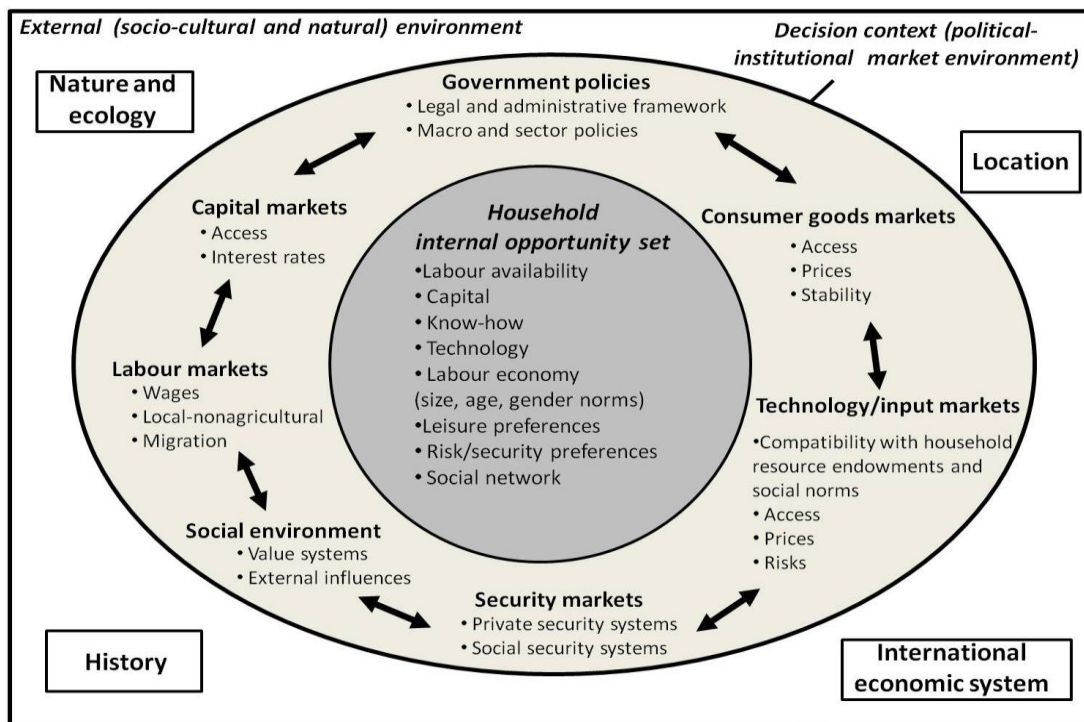 External (socio-cultural and natural) environment
Decision context (political-
institutional market environment)
Nature and
ecology
Government policies
• Legal and administrative framework
• Macro and sector policies
Location
Capital markets
• Access
• Interest rates
Household
internal opportunity set
•Labour availability
• Capital
• Know-how
• Technology
• Labour economy
(size, age, gender norms)
•Leisure preferences
• Risk/security preferences
• Social network
Consumer goods markets
• Access
• Prices
• Stability
Labour markets
• Wages
• Local-nonagricultural
• Migration
Technology/input markets
•Compatibility with household
resource endowments and
social norms
• Access
• Prices
• Risks
Social environment
• Value systems
• External influences
Security markets
• Private security systems
• Social security systems
History
International
economic system